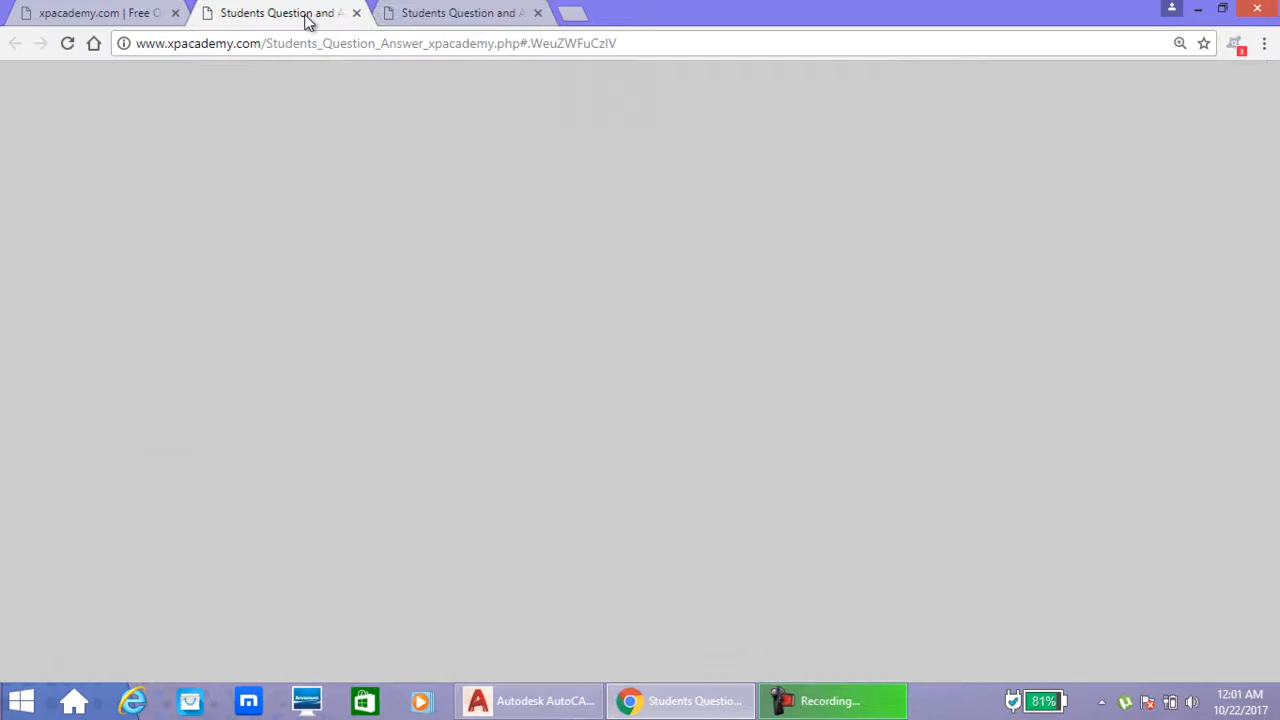 xpacademy.com | Free O
Students Question and A
Students Question and A
www.xpacademy.com/Students_Question_Answer_xpacademy.php#.WeuZWFuCzIV
3
Autodesk AutoCA...
Students Questio...
Recording...
81%
12:01 AM
10/22/2017